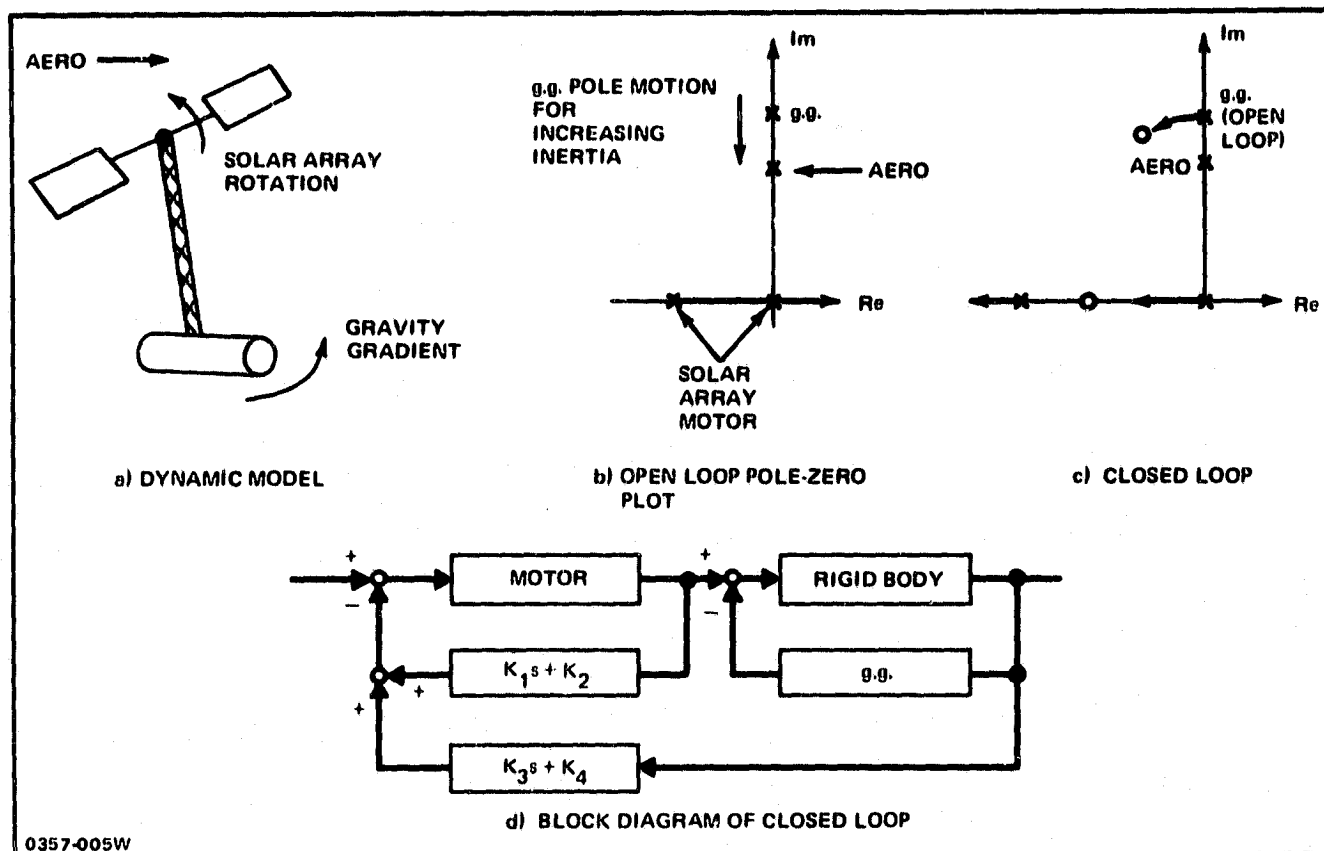 AERO
SOLAR ARRAY
ROTATION
GRAVITY
GRADIENT
a) DYNAMIC MODEL
Im
g.g. POLE MOTION
FOR
INCREASING
INERTIA
g.g.
AERO
Re
SOLAR
ARRAY
MOTOR
b) OPEN LOOP POLE-ZERO
PLOT
Im
g.g.
(OPEN
LOOP)
AERO
Re
c) CLOSED LOOP
+
−
MOTOR
+
−
RIGID BODY
+
K1s + K2
g.g.
+
K3s + K4
d) BLOCK DIAGRAM OF CLOSED LOOP
0357-005W